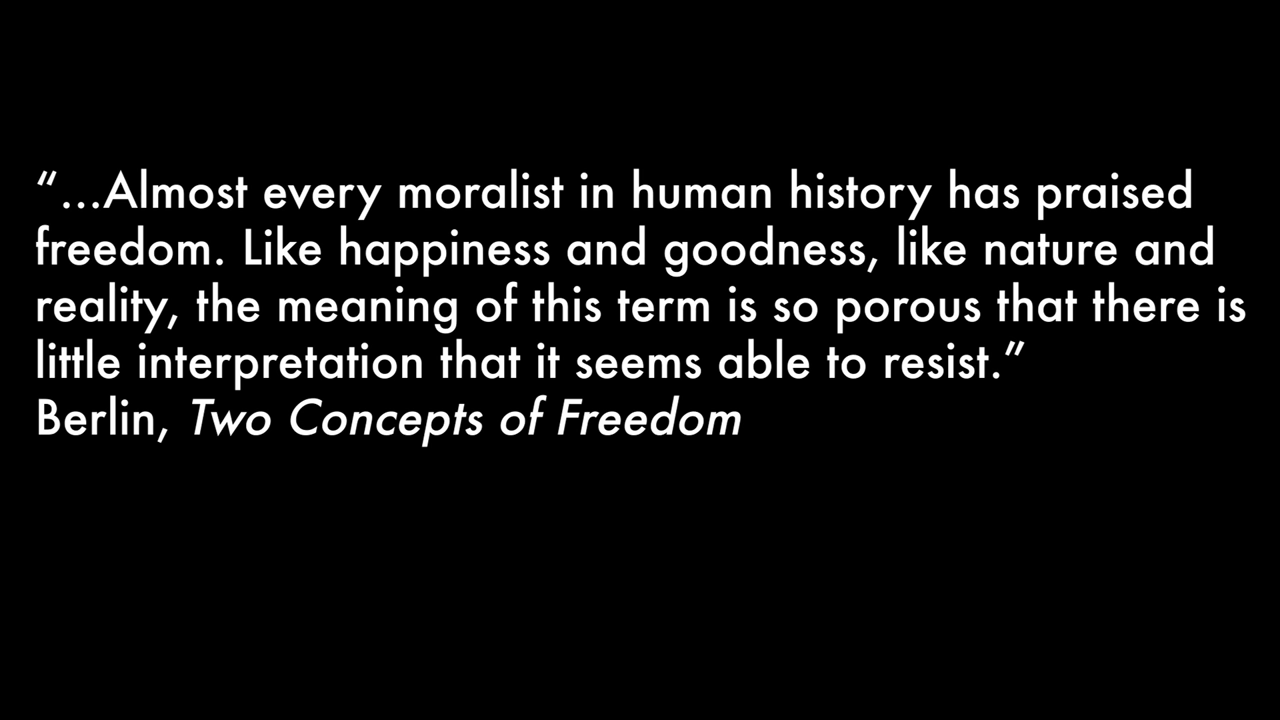 “...Almost every moralist in human history has praised
freedom. Like happiness and goodness, like nature and
reality, the meaning of this term is so porous that there is
little interpretation that it seems able to resist.”
Berlin, Two Concepts of Freedom